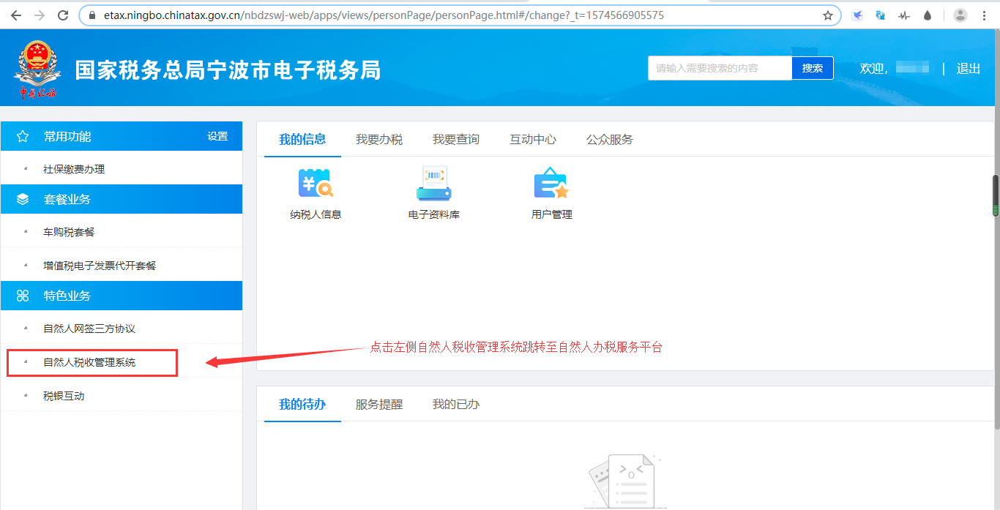 etax.ningbo.chinatax.gov.cn/nbdzswj-web/apps/views/personPage/personPage.html#/change?_t=1574566905575
国家税务总局宁波市电子税务局
中国税务
请输入需要搜索的内容
搜索
欢迎,
|
退出
常用功能
设置
社保缴费办理
套餐业务
车购税套餐
增值税电子发票代开套餐
特色业务
自然人网签三方协议
自然人税收管理系统
税银互动
我的信息 我要办税 我要查询 互动中心 公众服务
纳税人信息 电子资料库 用户管理
点击左侧自然人税收管理系统跳转至自然人办税服务平台
我的待办 服务提醒 我的已办